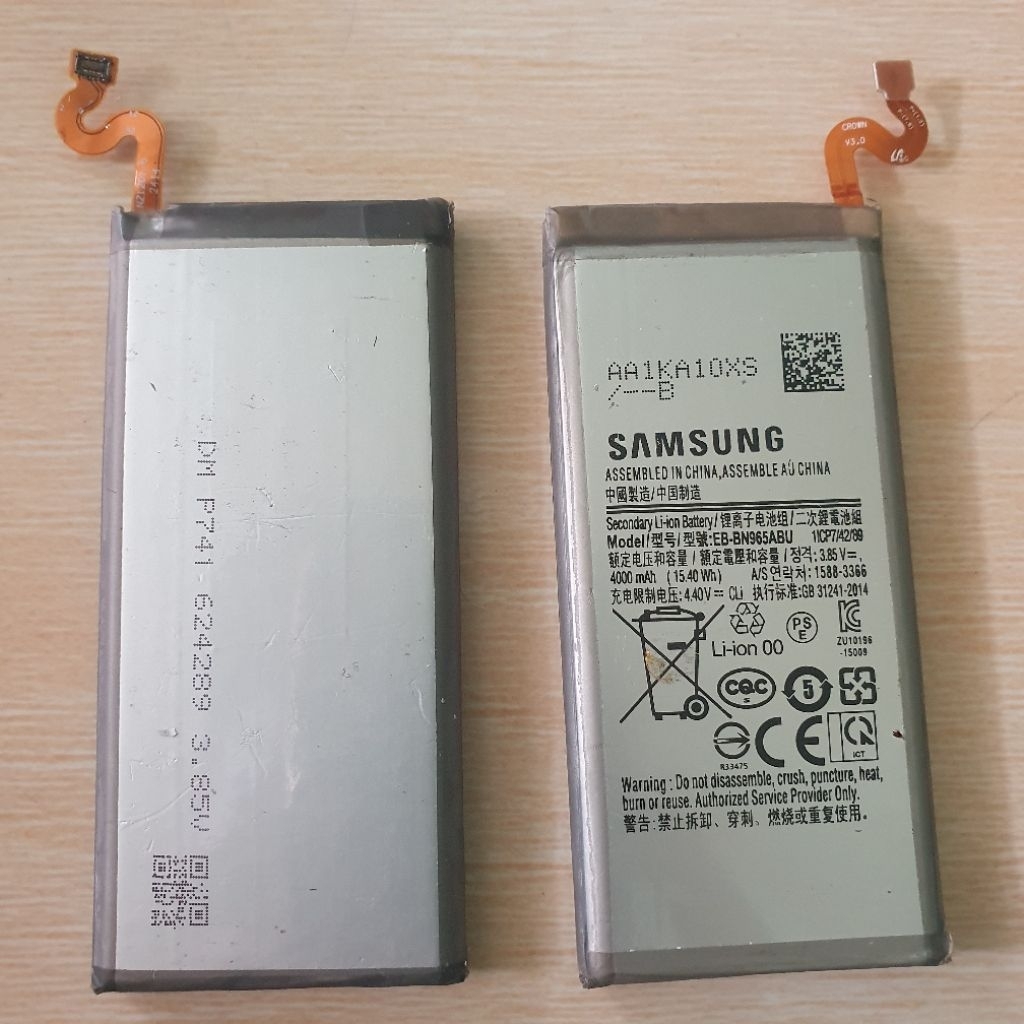 DM P741-624289 3.85V
CROWN
V3.0
AA1KA10XS
/--B
SAMSUNG
ASSEMBLED IN CHINA,ASSEMBLE AÚ CHINA
中國製造/中国制造
Secondary Li-ion Battery/锂离子电池组/二次鋰電池組
Model/型号/型號:EB-BN965ABU 1ICP7/42/89
额定电压和容量/額定電壓和容量/정격: 3.85 V⎓,
4000 mAh (15.40 Wh) A/S 연락처: 1588-3366
充电限制电压: 4.40V⎓ CLi 执行标准:GB 31241-2014
Li-ion 00
PS
E
ZU10196
-15009
CQC
S
5
CE
R33475
ICT
Warning: Do not disassemble, crush, puncture, heat,
burn or reuse. Authorized Service Provider Only.
警告:禁止拆卸、穿刺、燃烧或重复使用.